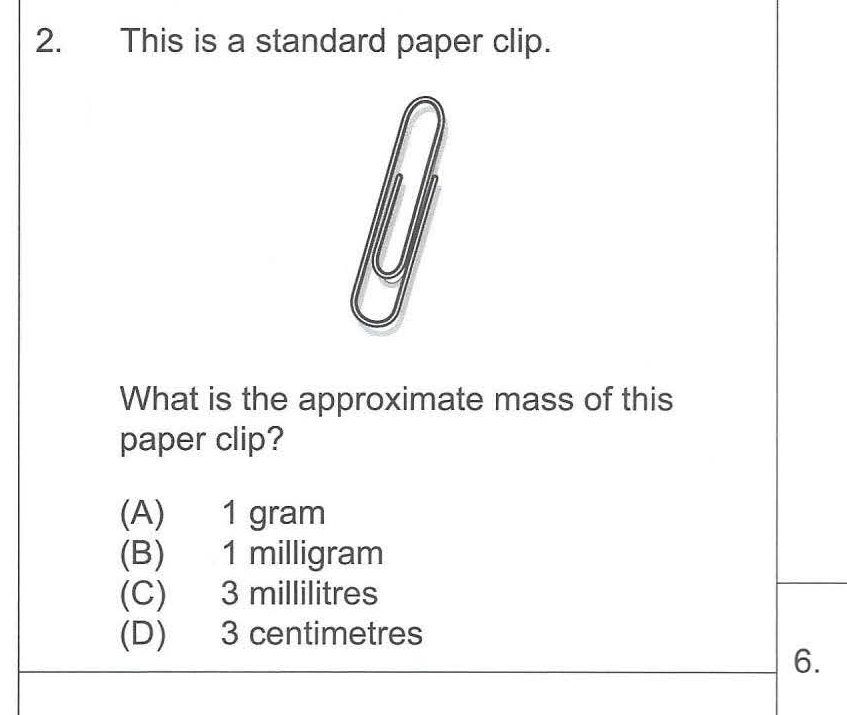 2. This is a standard paper clip.
What is the approximate mass of this
paper clip?
(A) 1 gram
(B) 1 milligram
(C) 3 millilitres
(D) 3 centimetres
6.